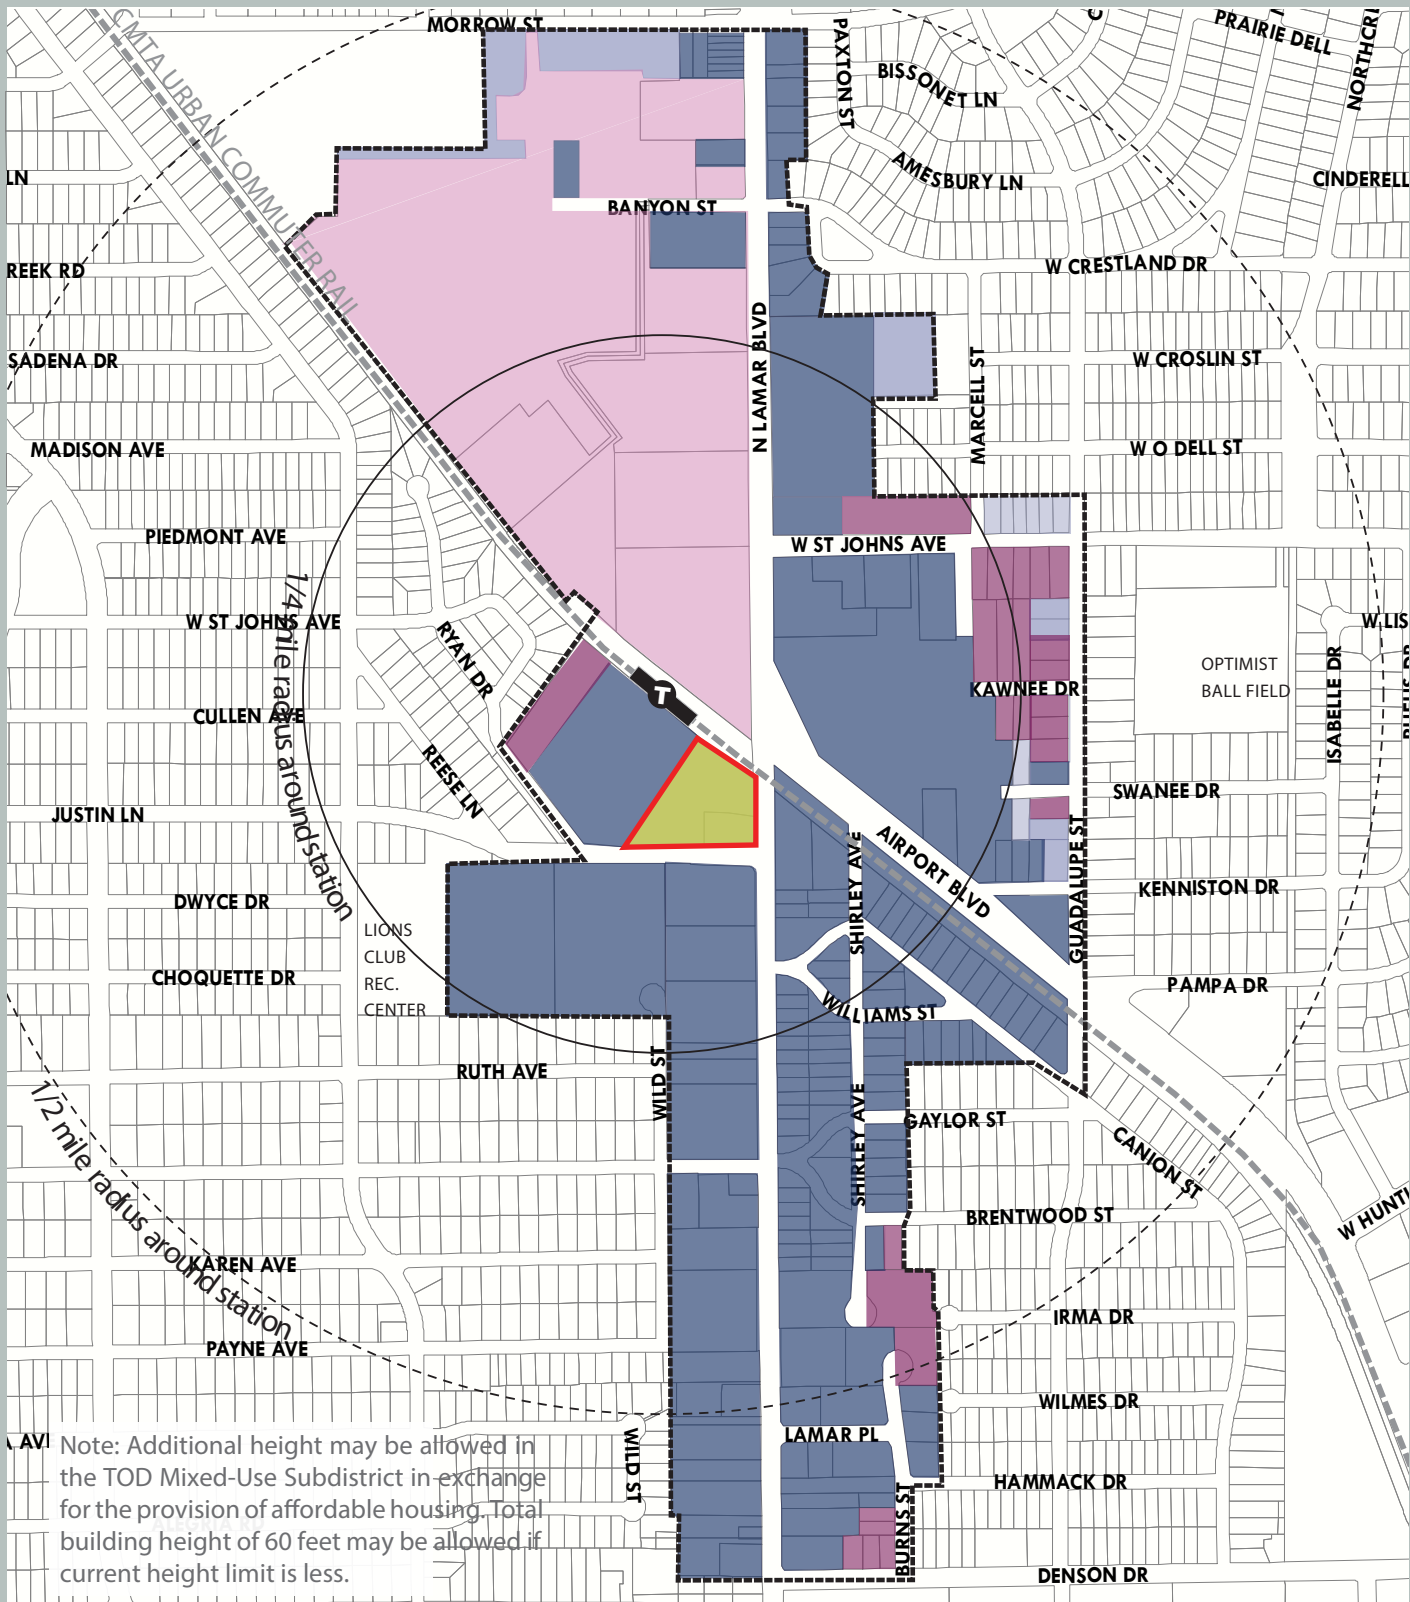 MORROW ST
PAXTON ST
PRAIRIE DELL
BISSONET LN
CMTA URBAN COMMUTER RAIL
AMESBURY LN
LN
CINDERELL
BANYON ST
REEK RD
W CRESTLAND DR
SADENA DR
N LAMAR BLVD
MARCELL ST
W CROSLIN ST
MADISON AVE
W O DELL ST
PIEDMONT AVE
W ST JOHNS AVE
1/4 mile radius around station
W ST JOHNS AVE
W LIS
RYAN DR
OPTIMIST
BALL FIELD
ISABELLE DR
KAWNEE DR
T
CULLEN AVE
REESE LN
SWANEE DR
JUSTIN LN
AIRPORT BLVD
SHIRLEY AVE
GUADALUPE ST
KENNISTON DR
DWYCE DR
LIONS
CLUB
REC.
CENTER
CHOQUETTE DR
PAMPA DR
WILLIAMS ST
RUTH AVE
WILD ST
SHIRLEY AVE
GAYLOR ST
1/2 mile radius around station
CANION ST
W HUNTL
BRENTWOOD ST
KAREN AVE
IRMA DR
PAYNE AVE
WILMES DR
LAMAR PL
WILD ST
HAMMACK DR
BURNS ST
DENSON DR
Note: Additional height may be allowed in
the TOD Mixed-Use Subdistrict in exchange
for the provision of affordable housing. Total
building height of 60 feet may be allowed if
current height limit is less.